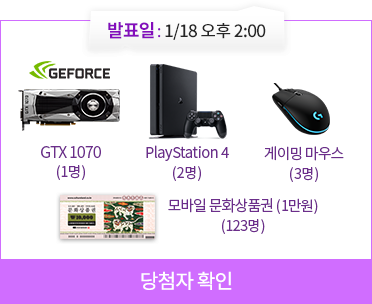 발표일 : 1/18 오후 2:00
GEFORCE
GTX 1070
(1명)
PlayStation 4
(2명)
게이밍 마우스
(3명)
모바일 문화상품권 (1만원)
(123명)
당첨자 확인